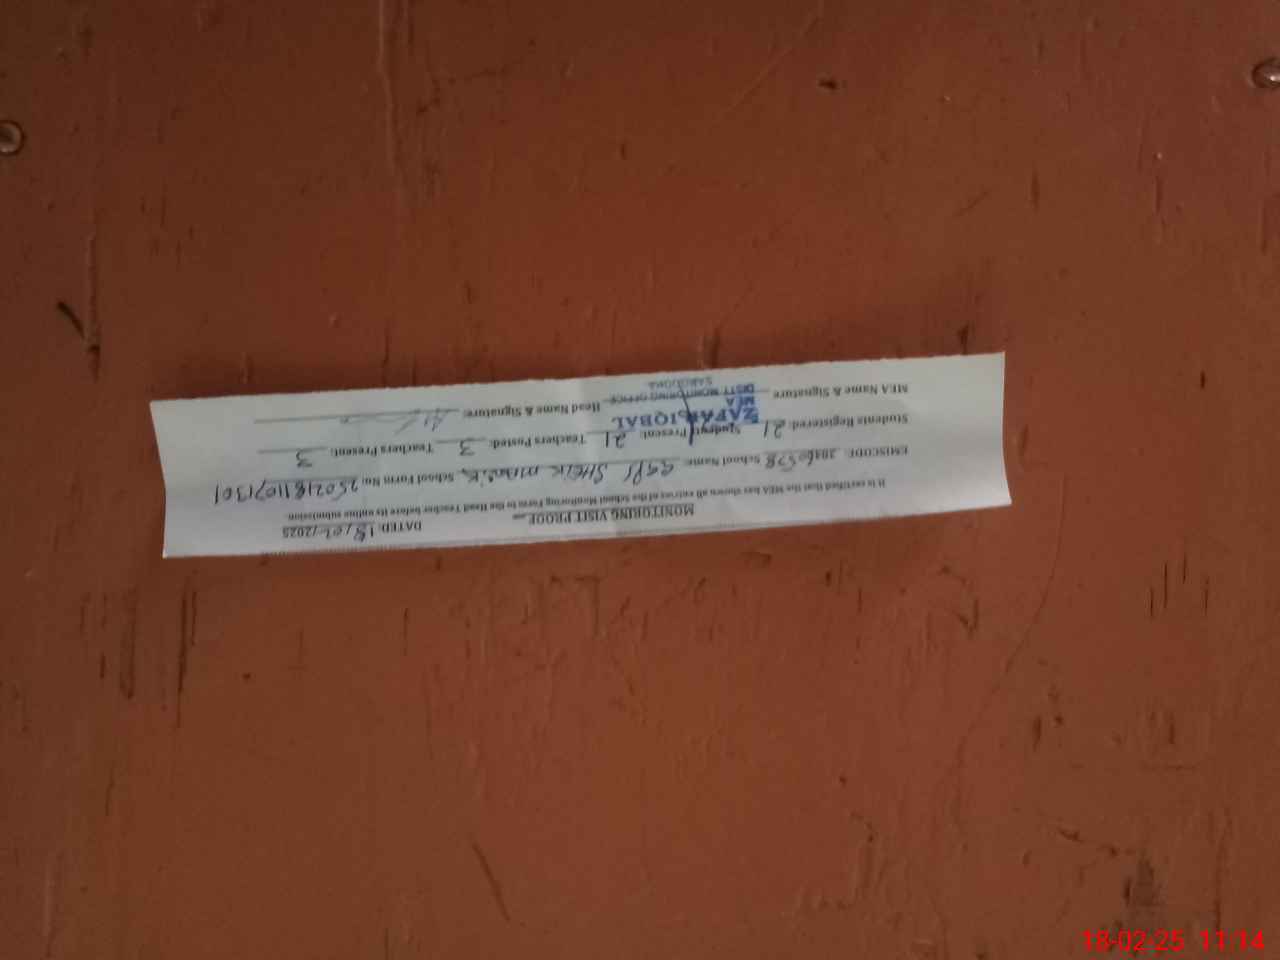 MONITORING VISIT PROOF
DATED: 18/02/2025
It is certified that the MEA has shown all entries of the School Monitoring Form to the Head Teacher before its online submission.
EMISCODE: School Name: School Form No: 25021811071301
Students Registered: 21 Students Present: 21 Teachers Posted: 3 Teachers Present: 3
MEA Name & Signature Head Name & Signature:
ZAFAR IQBAL
MEA
DISTT MONITORING OFFICE
SARGODHA
18-02-25 11:14